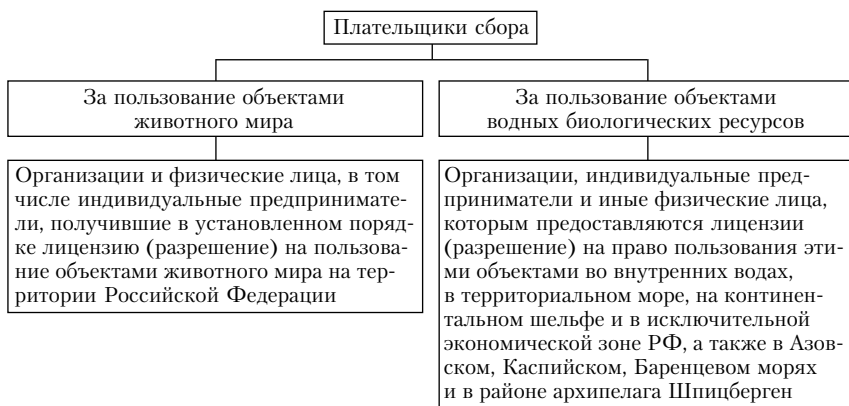 Плательщики сбора
За пользование объектами
животного мира
За пользование объектами
водных биологических ресурсов
Организации и физические лица, в том
числе индивидуальные предпринимате-
ли, получившие в установленном поряд-
ке лицензию (разрешение) на пользова-
ние объектами животного мира на тер-
ритории Российской Федерации
Организации, индивидуальные пред-
приниматели и иные физические лица,
которым предоставляются лицензии
(разрешение) на право пользования эти-
ми объектами во внутренних водах,
в территориальном море, на континен-
тальном шельфе и в исключительной
экономической зоне РФ, а также в Азов-
ском, Каспийском, Баренцевом морях
и в районе архипелага Шпицберген